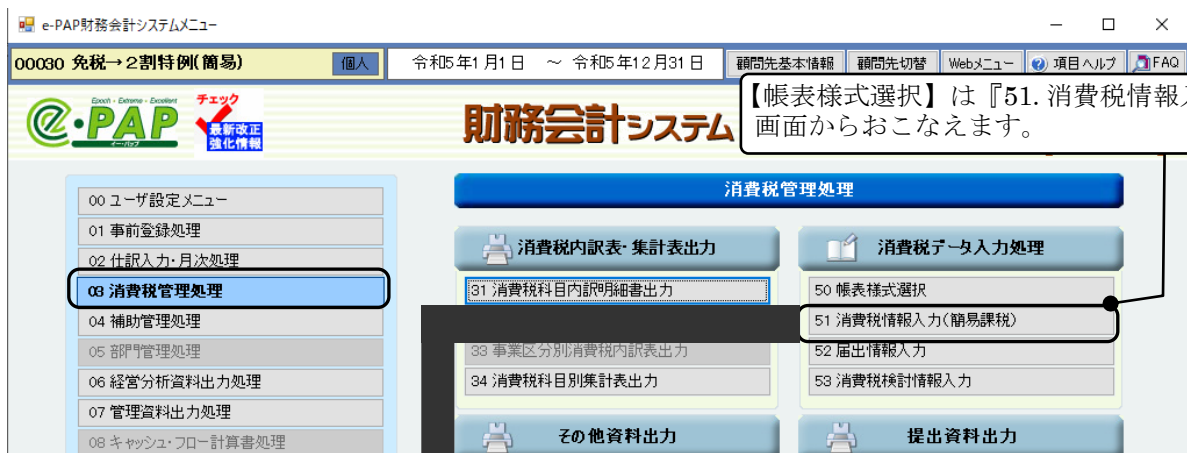 e-PAP財務会計システムメニュー
00030 免税→2割特例(簡易) 個人 令和5年1月1日 ～ 令和5年12月31日 顧問先基本情報 顧問先切替 Webメニュー 項目ヘルプ FAQ
【帳表様式選択】は『51.消費税情報入
画面からおこなえます。
Epoch・Extreme・Excellent
e・PAP
イー・パップ
チェック
最新改正
強化情報
財務会計システム
消費税管理処理
00 ユーザ設定メニュー
01 事前登録処理
02 仕訳入力・月次処理
03 消費税管理処理
04 補助管理処理
05 部門管理処理
06 経営分析資料出力処理
07 管理資料出力処理
08 キャッシュ・フロー計算書処理
消費税内訳表・集計表出力
31 消費税科目内訳明細書出力
33 事業区分別消費税内訳表出力
34 消費税科目別集計表出力
その他資料出力
消費税データ入力処理
50 帳表様式選択
51 消費税情報入力(簡易課税)
52 届出情報入力
53 消費税検討情報入力
提出資料出力